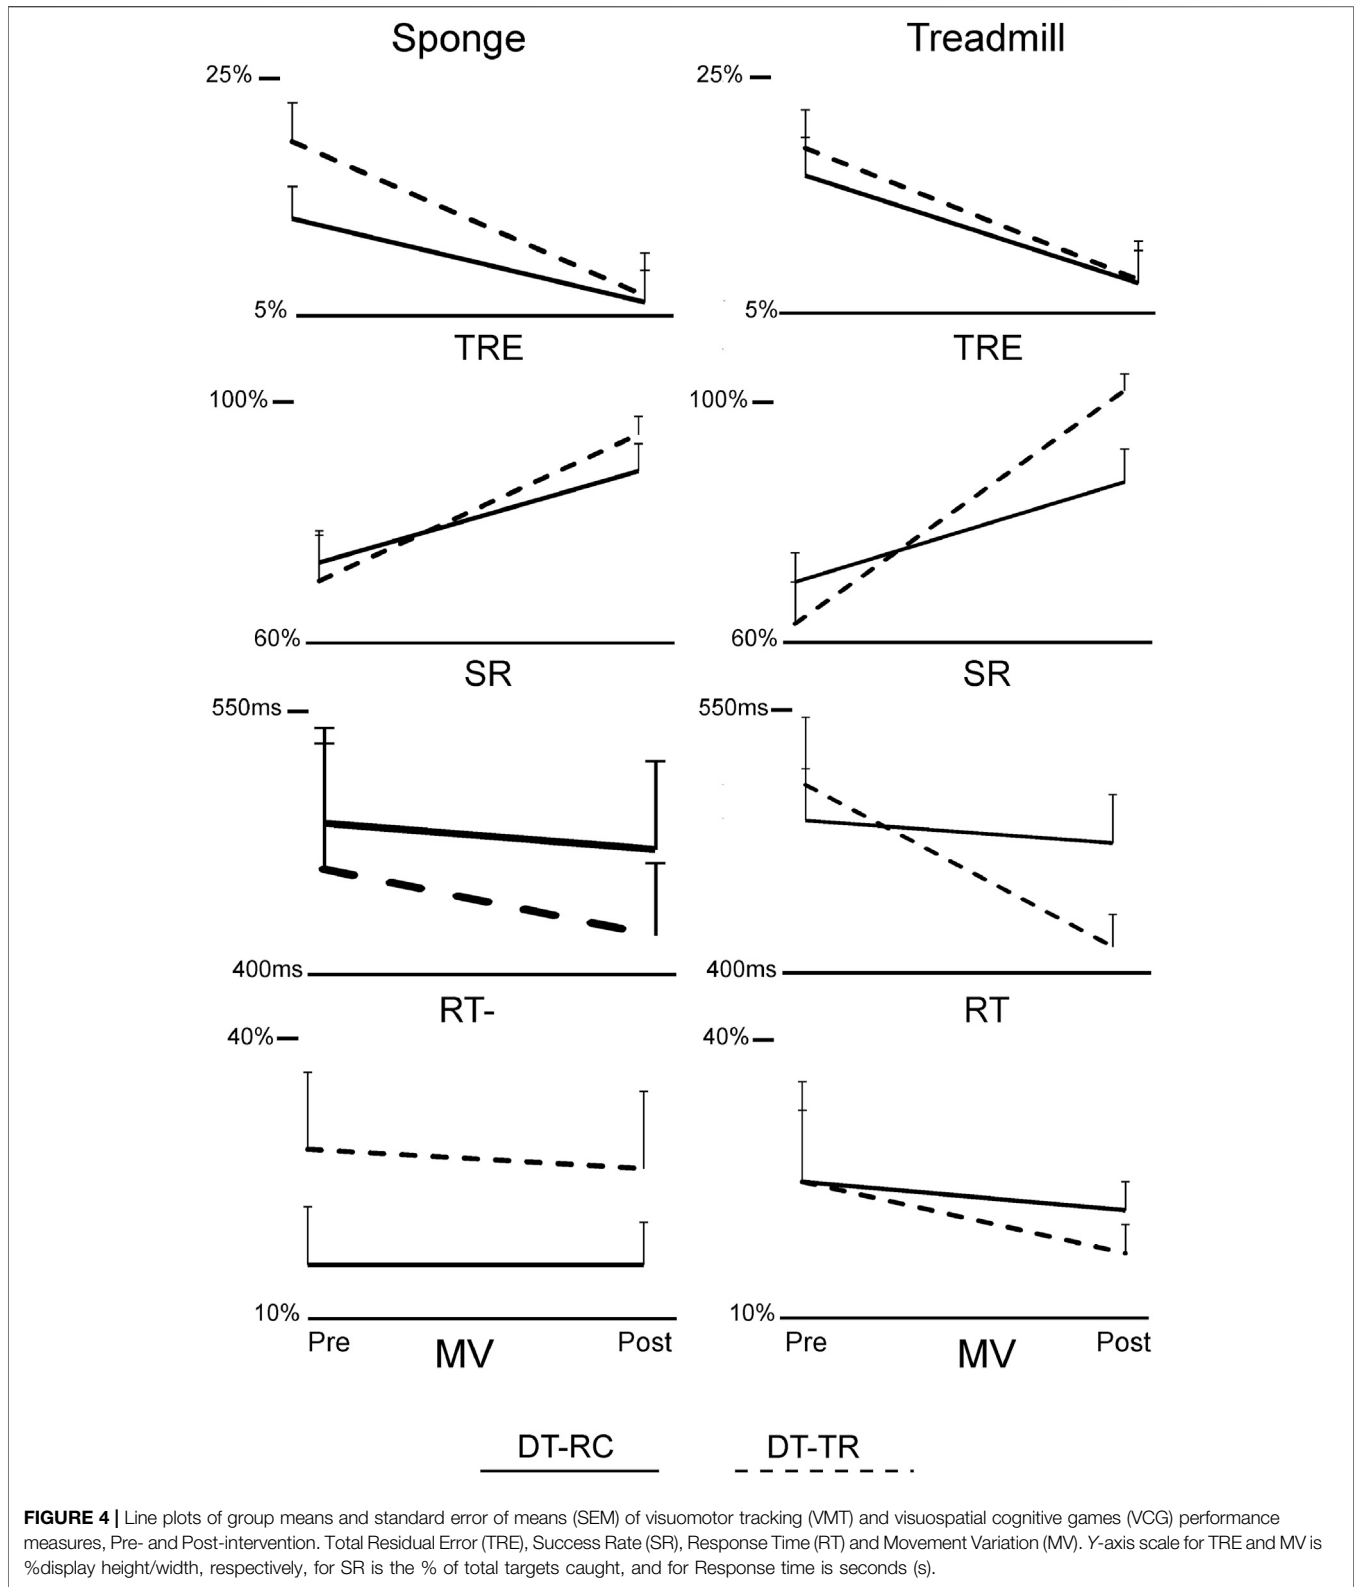 Sponge Treadmill
25% 25%
5% 5%
TRE TRE
100% 100%
60% 60%
SR SR
550ms 550ms
400ms 400ms
RT- RT
40% 40%
10% 10%
Pre Post Pre Post
MV MV
DT-RC DT-TR
FIGURE 4 | Line plots of group means and standard error of means (SEM) of visuomotor tracking (VMT) and visuospatial cognitive games (VCG) performance
measures, Pre- and Post-intervention. Total Residual Error (TRE), Success Rate (SR), Response Time (RT) and Movement Variation (MV). Y-axis scale for TRE and MV is
%display height/width, respectively, for SR is the % of total targets caught, and for Response time is seconds (s).